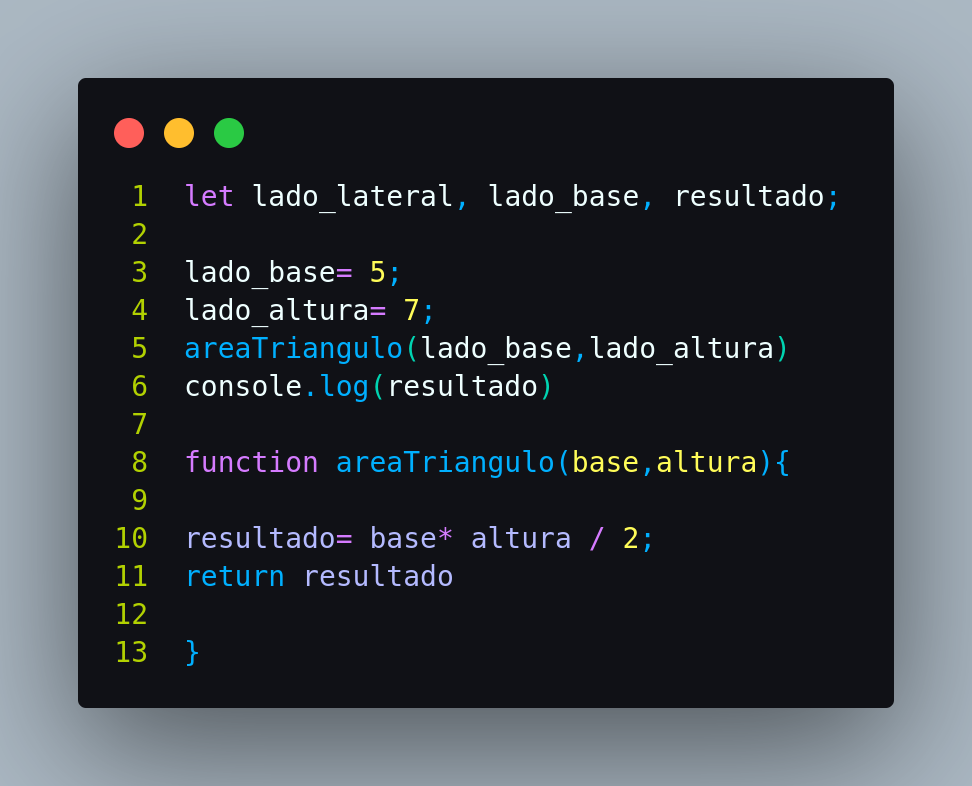 1 let lado_lateral, lado_base, resultado;
2
3 lado_base= 5;
4 lado_altura= 7;
5 areaTriangulo(lado_base,lado_altura)
6 console.log(resultado)
7
8 function areaTriangulo(base,altura){
9
10 resultado= base* altura / 2;
11 return resultado
12
13 }